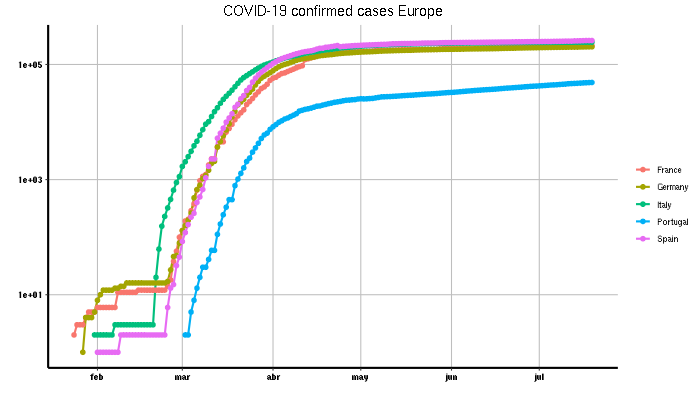 COVID-19 confirmed cases Europe
1e+05
1e+03
1e+01
feb mar abr may jun jul
France
Germany
Italy
Portugal
Spain